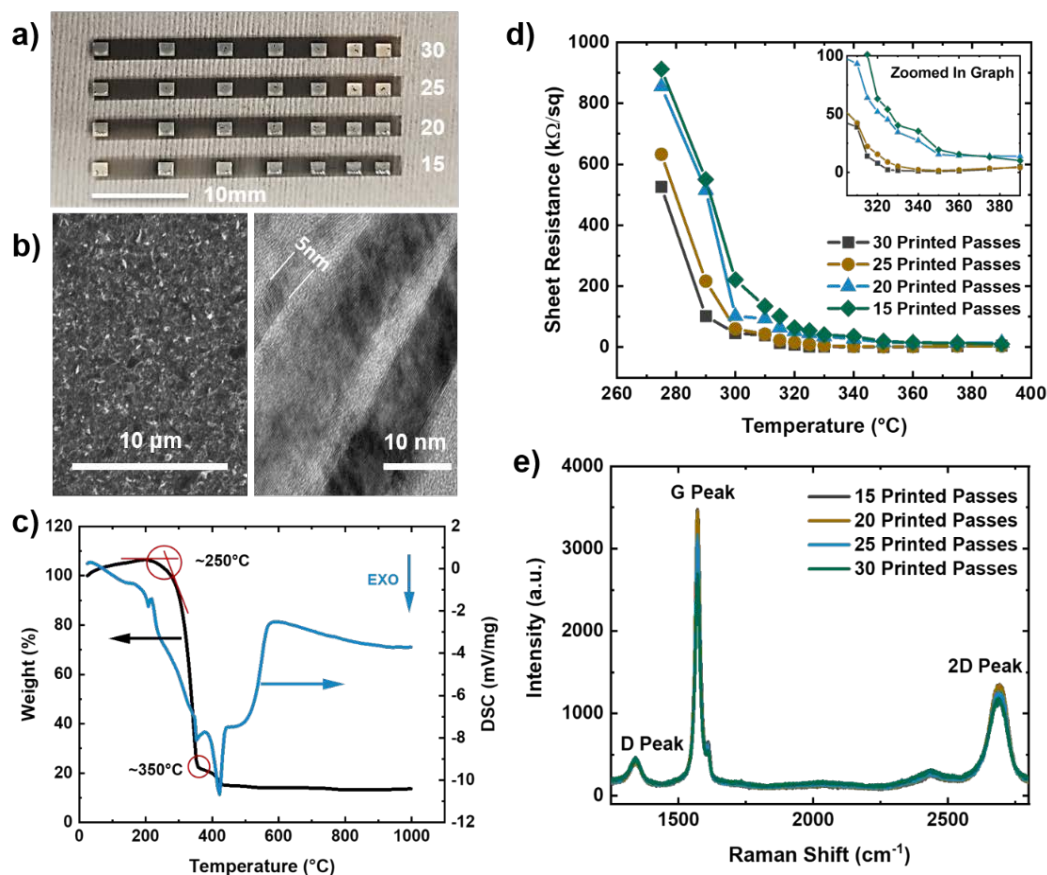 a)
30
25
20
15
10mm
b)
5nm
10 µm
10 nm
c)
120
100
80
60
40
20
0
Weight (%)
~250°C
~350°C
EXO
2
0
-2
-4
-6
-8
-10
-12
DSC (mV/mg)
0 200 400 600 800 1000
Temperature (°C)
d)
1000
900
800
700
600
500
400
300
200
100
0
Sheet Resistance (kΩ/sq)
Zoomed In Graph
100
50
0
320 340 360 380
30 Printed Passes
25 Printed Passes
20 Printed Passes
15 Printed Passes
260 280 300 320 340 360 380 400
Temperature (°C)
e)
4000
3000
2000
1000
0
Intensity (a.u.)
G Peak
15 Printed Passes
20 Printed Passes
25 Printed Passes
30 Printed Passes
2D Peak
D Peak
1500 2000 2500
Raman Shift (cm⁻¹)